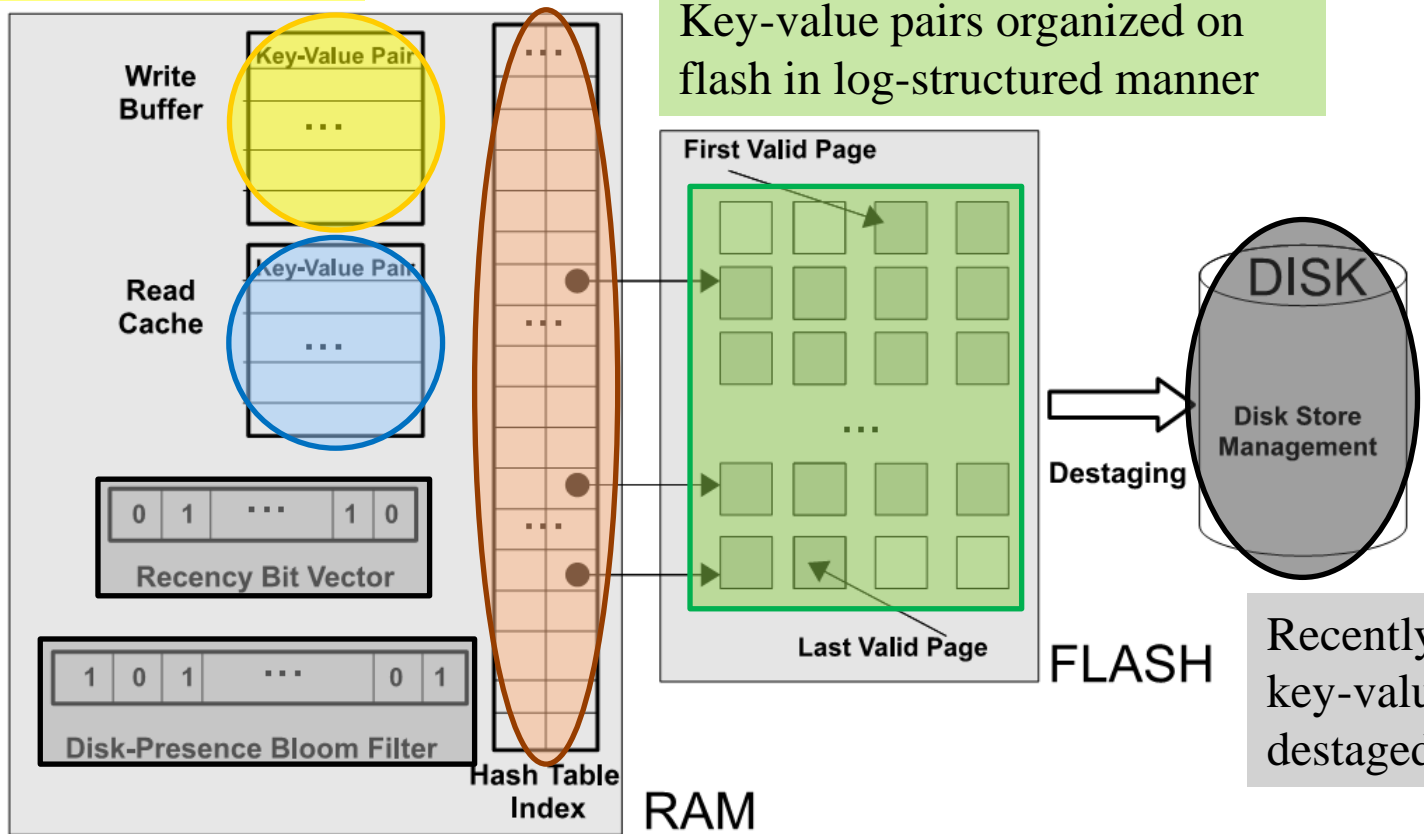 Key-value pairs organized on
flash in log-structured manner
Write
Buffer
Key-Value Pair
...
Read
Cache
Key-Value Pair
...
0 1 ... 1 0
Recency Bit Vector
1 0 1 ... 0 1
Disk-Presence Bloom Filter
...
...
...
Hash Table
Index
RAM
First Valid Page
...
Last Valid Page
FLASH
Destaging
DISK
Disk Store
Management
Recently
key-valu
destaged